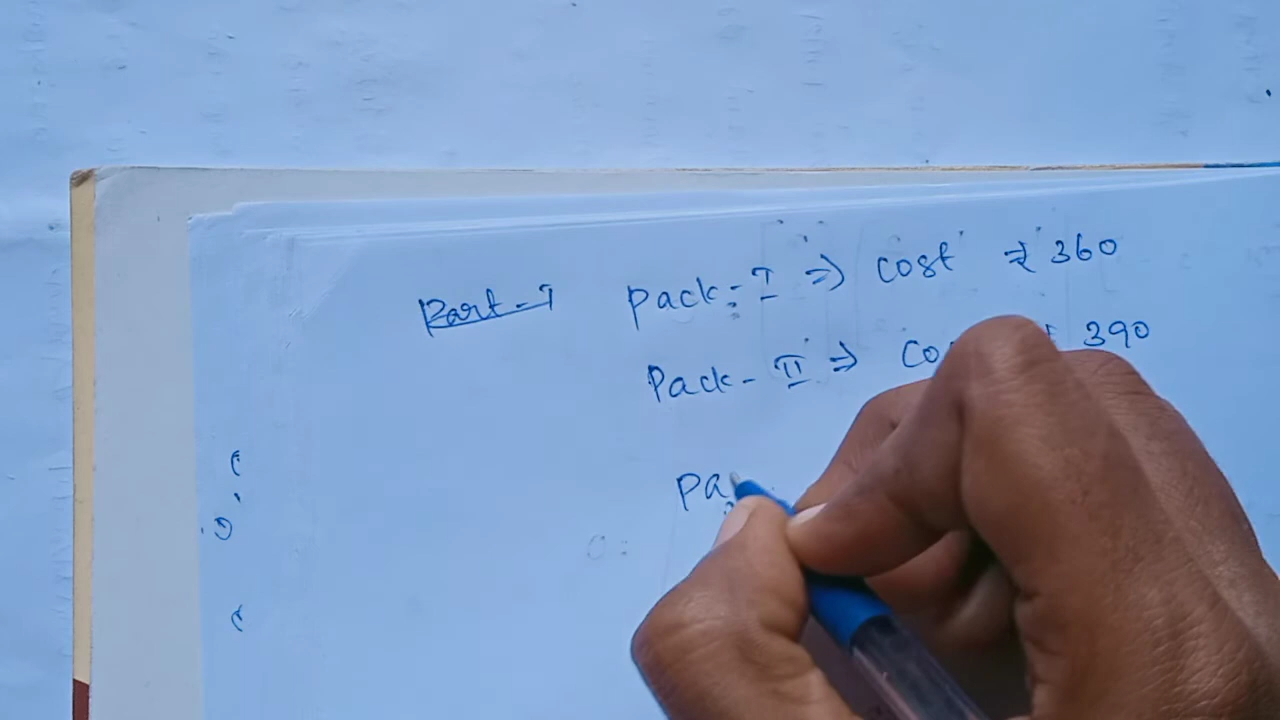 Part-I Pack-I ⇒ Cost ₹ 360
Pack-II ⇒ Co 390
Pa